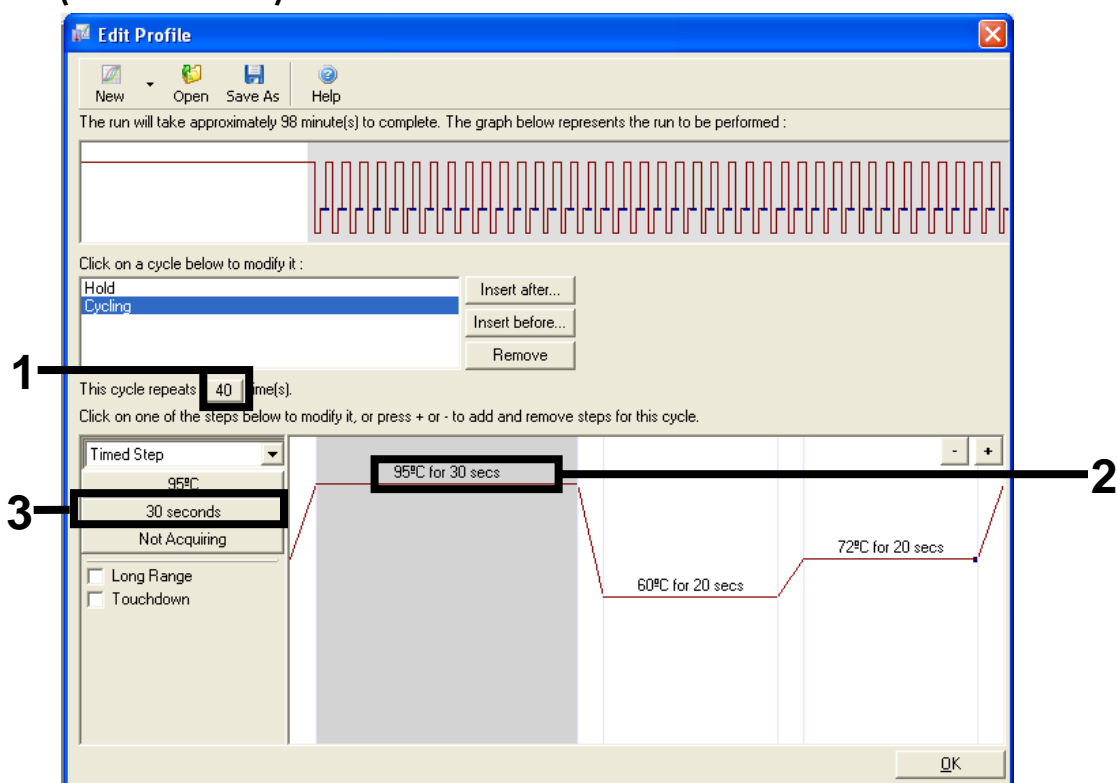 Edit Profile
New Open Save As Help
The run will take approximately 98 minute(s) to complete. The graph below represents the run to be performed :
Click on a cycle below to modify it :
Hold
Cycling
Insert after...
Insert before...
Remove
1
This cycle repeats 40 ime(s).
Click on one of the steps below to modify it, or press + or - to add and remove steps for this cycle.
Timed Step
- +
95ºC for 30 secs
2
95ºC
3
30 seconds
Not Acquiring
72ºC for 20 secs
Long Range
60ºC for 20 secs
Touchdown
OK